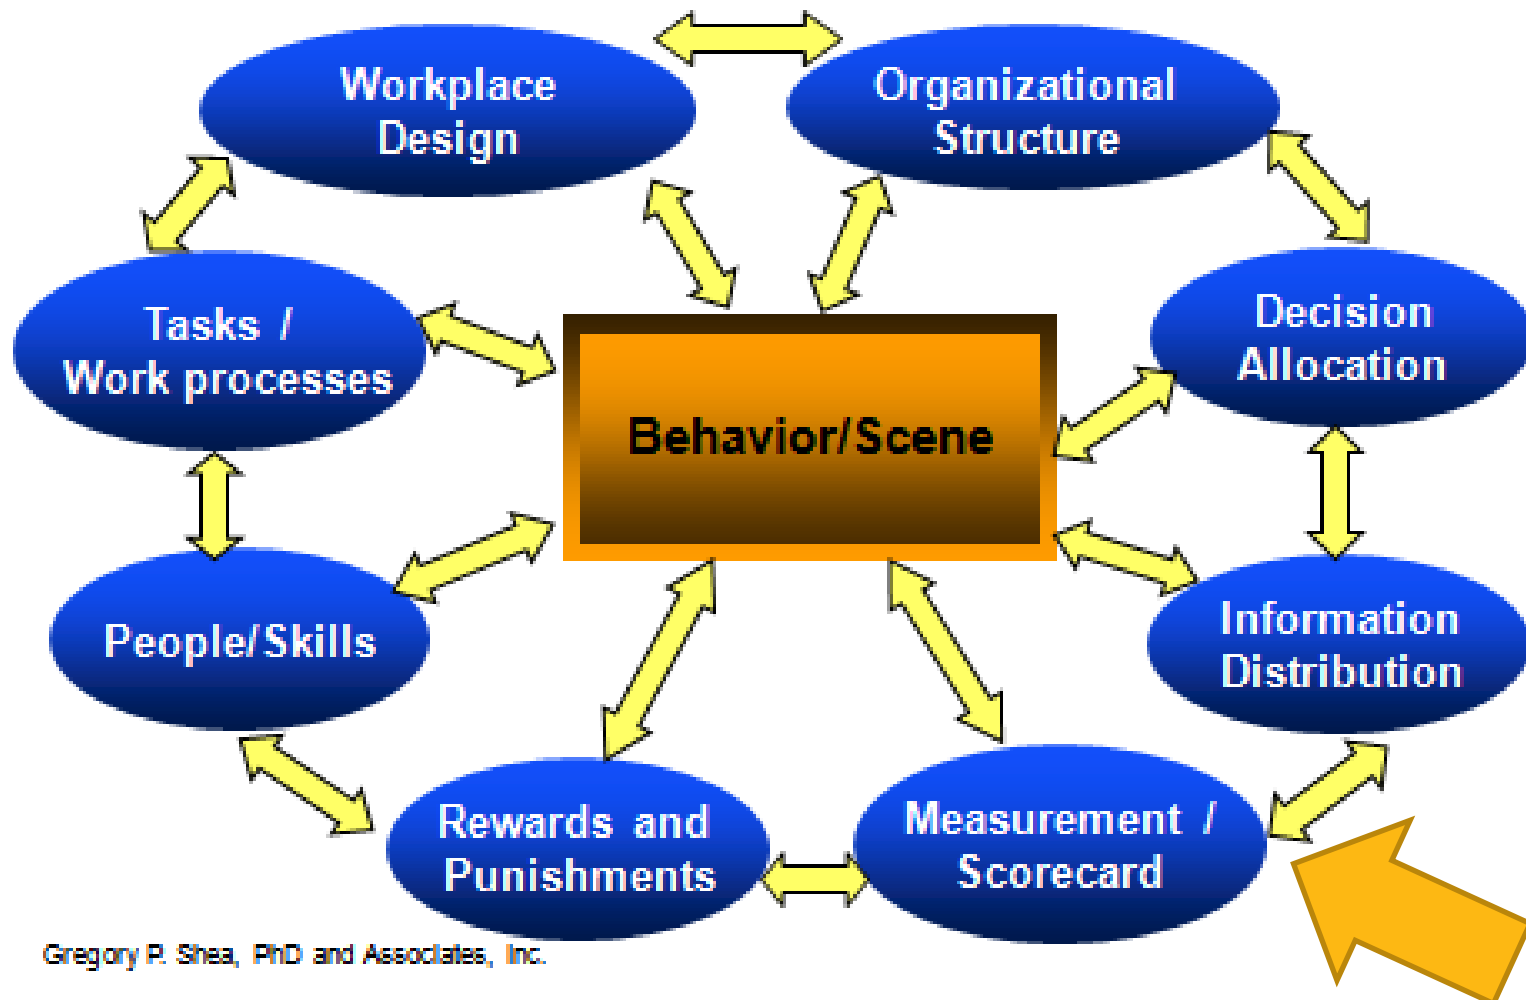 Workplace
Design
Organizational
Structure
Tasks /
Work processes
Decision
Allocation
Behavior/Scene
People/Skills
Information
Distribution
Rewards and
Punishments
Measurement /
Scorecard
Gregory P. Shea, PhD and Associates, Inc.